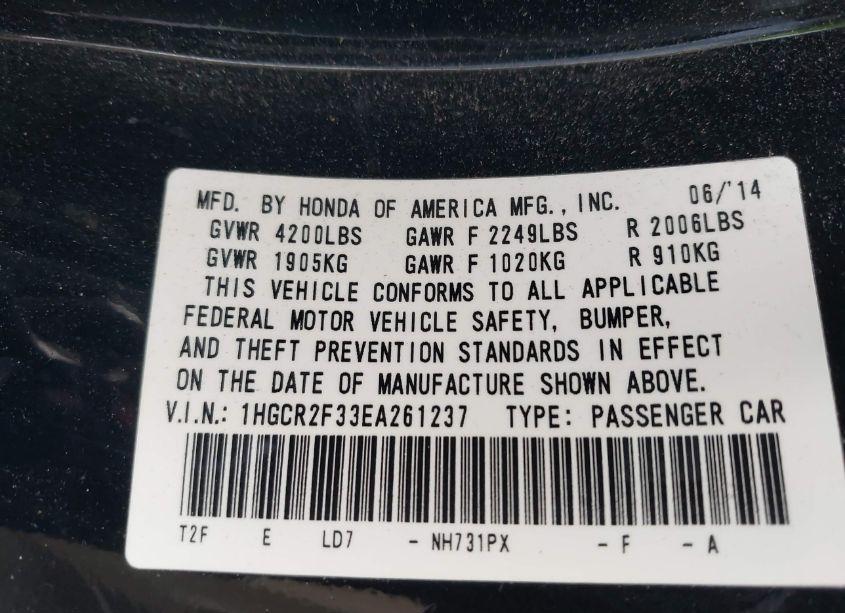 MFD. BY HONDA OF AMERICA MFG., INC. 06/'14
GVWR 4200LBS GAWR F 2249LBS R 2006LBS
GVWR 1905KG GAWR F 1020KG R 910KG
THIS VEHICLE CONFORMS TO ALL APPLICABLE
FEDERAL MOTOR VEHICLE SAFETY, BUMPER,
AND THEFT PREVENTION STANDARDS IN EFFECT
ON THE DATE OF MANUFACTURE SHOWN ABOVE.
V.I.N.: 1HGCR2F33EA261237 TYPE: PASSENGER CAR
T2F E LD7 - NH731PX - F - A